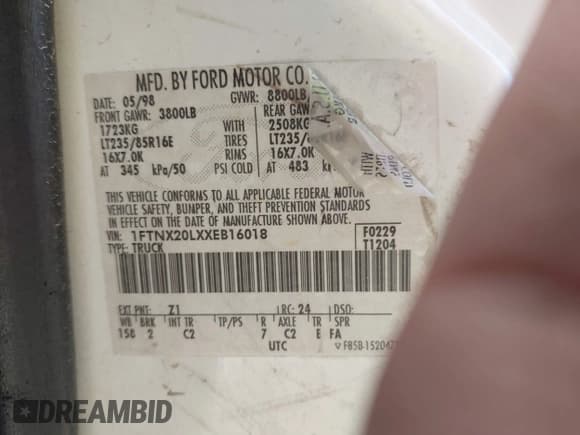 MFD. BY FORD MOTOR CO.
DATE: 05/98 GVWR: 8800LB
FRONT GAWR: 3800LB REAR GAW
1723KG WITH 2508KG
LT235/85R16E TIRES LT235/
16X7.0K RIMS 16X7.0K
AT 345 kPa/50 PSI COLD AT 483
THIS VEHICLE CONFORMS TO ALL APPLICABLE FEDERAL MOTOR
VEHICLE SAFETY, BUMPER, AND THEFT PREVENTION STANDARDS
IN EFFECT ON THE DATE OF MANUFACTURE SHOWN ABOVE
VIN: 1FTNX20LXXEB16018 F0229
TYPE: TRUCK T1204
EXT PNT: Z1 RC: 24 DSO:
WB BRK INT TR TP/PS R AXLE TR SPR
158 2 C2 7 C2 E FA
UTC ▽ F85B-15204
DREAMBID